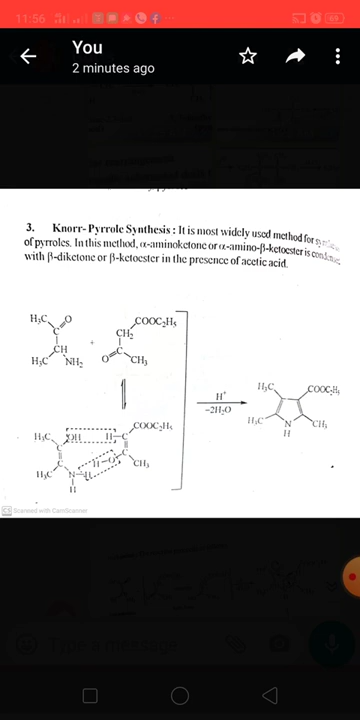 11:56
69
You
2 minutes ago
3. Knorr-Pyrrole Synthesis : It is most widely used method for
of pyrroles. In this method, α-aminoketone or α-amino-β-ketoester is
with β-diketone or β-ketoester in the presence of acetic acid.
H₃C O COOC₂H₅
C CH₂
+
CH C
H₃C NH₂ O CH₃
H⁺
−2H₂O
H₃C COOC₂H₅
H₃C N CH₃
H
COOC₂H₅
H₃C OH H–C
C C
C H–O CH₃
H₃C N–H
H
CS Scanned with CamScanner
Type a message